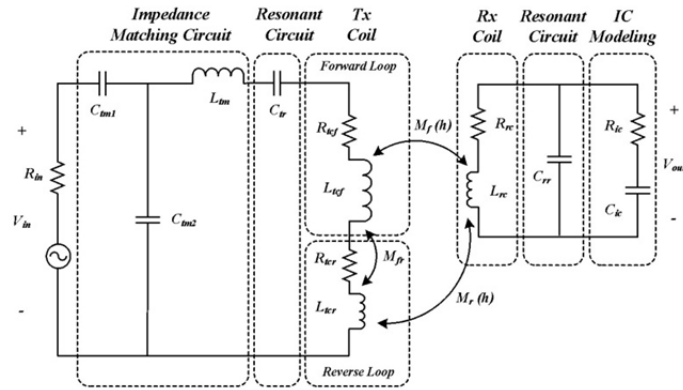 Impedance
Matching Circuit
Resonant
Circuit
Tx
Coil
Rx
Coil
Resonant
Circuit
IC
Modeling
Forward Loop
C_tm1
L_tm
C_tr
R_tcf
M_f (h)
R_rc
R_ic
+
+
R_in
V_in
C_tm2
L_tcf
L_rc
C_rr
C_ic
V_ou
-
-
R_tcr
M_fr
L_tcr
M_r (h)
Reverse Loop